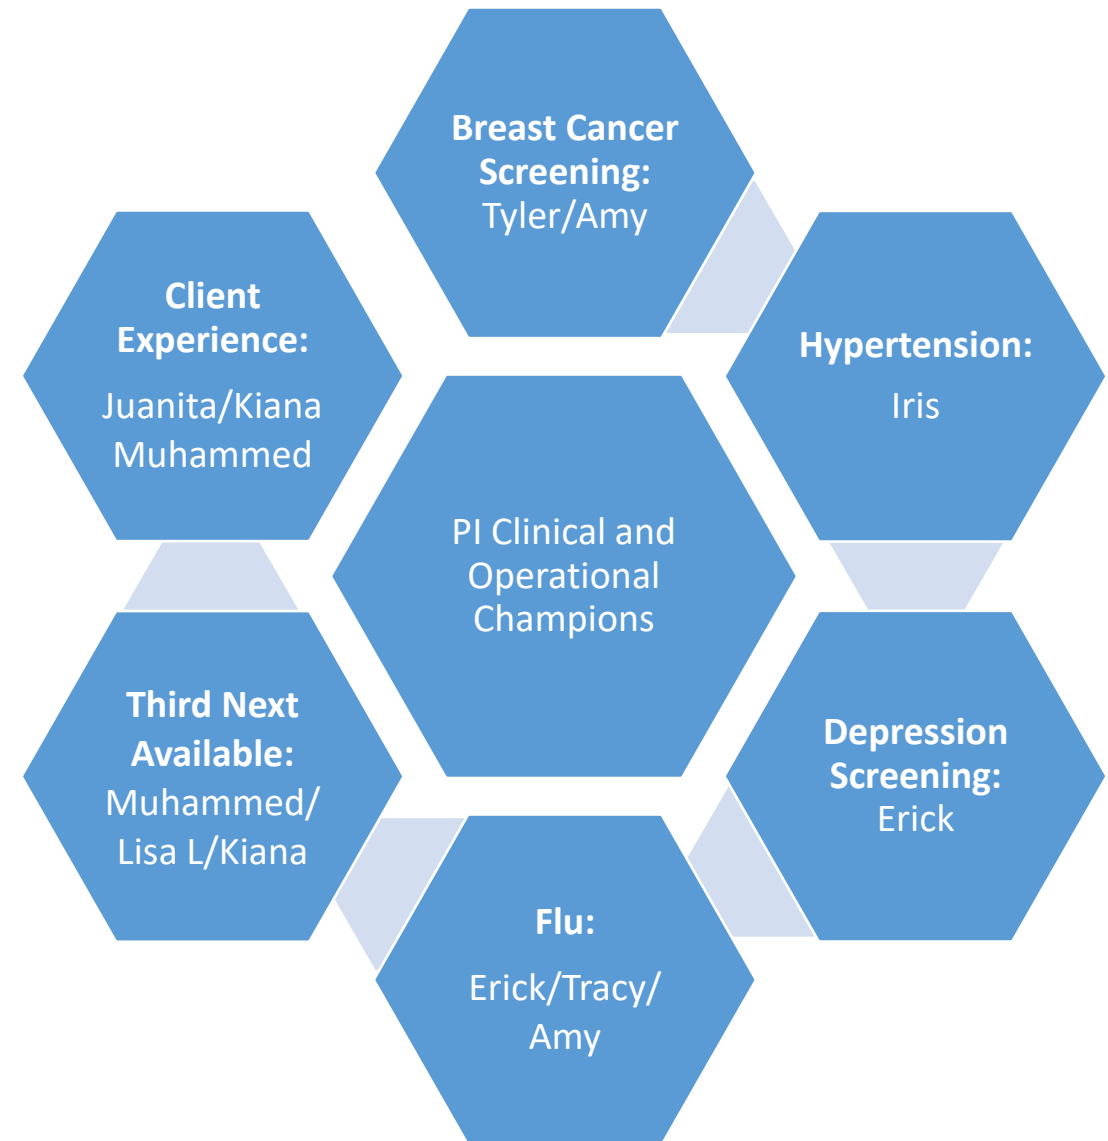 Breast Cancer
Screening:
Tyler/Amy
Hypertension:
Iris
Depression
Screening:
Erick
Flu:
Erick/Tracy/
Amy
Third Next
Available:
Muhammed/
Lisa L/Kiana
Client
Experience:
Juanita/Kiana
Muhammed
PI Clinical and
Operational
Champions